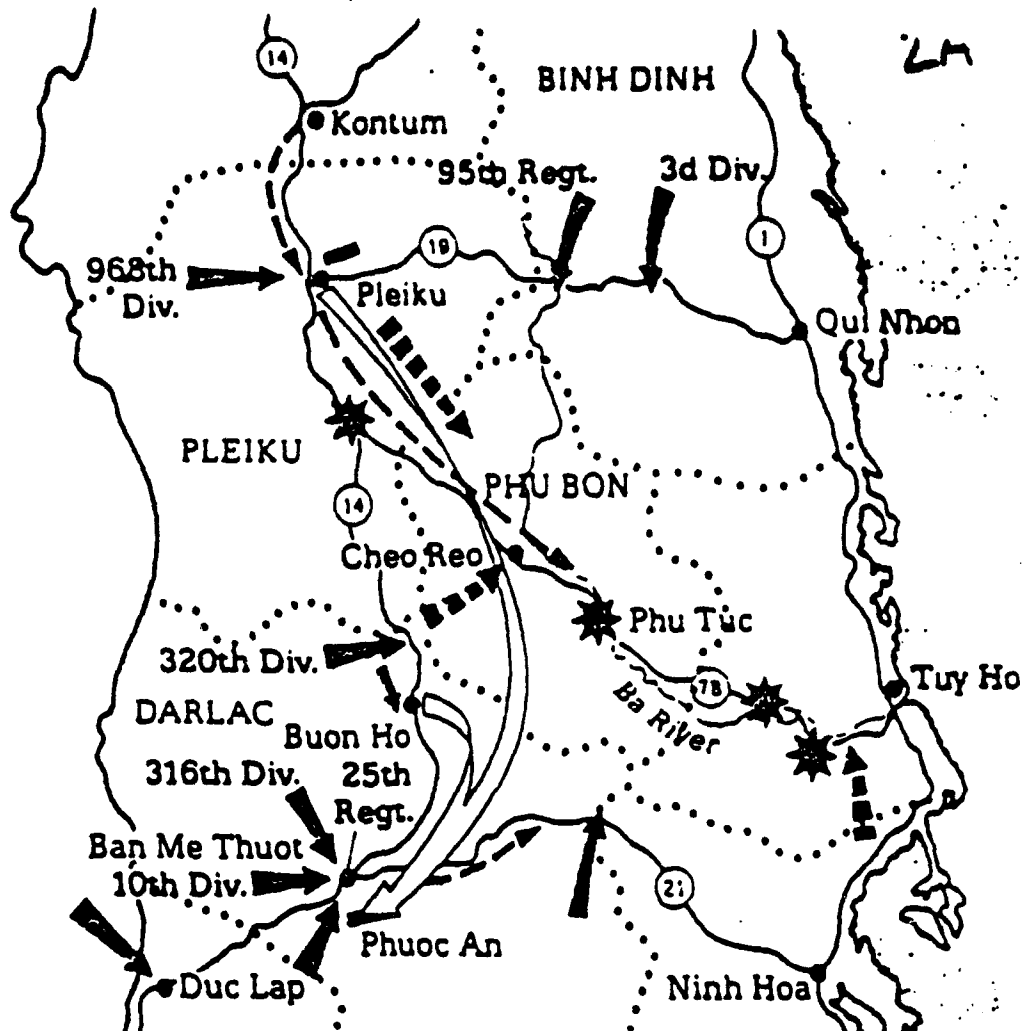 14
BINH DINH
Kontum
95th Regt.
3d Div.
19
1
968th
Div.
Pleiku
Qui Nhon
PLEIKU
14
PHU BON
Cheo Reo
Phu Túc
320th Div.
7B
Tuy Ho
Ba River
DARLAC
Buon Ho
316th Div.
25th
Regt.
Ban Me Thuot
10th Div.
21
Phuoc An
Duc Lap
Ninh Hoa